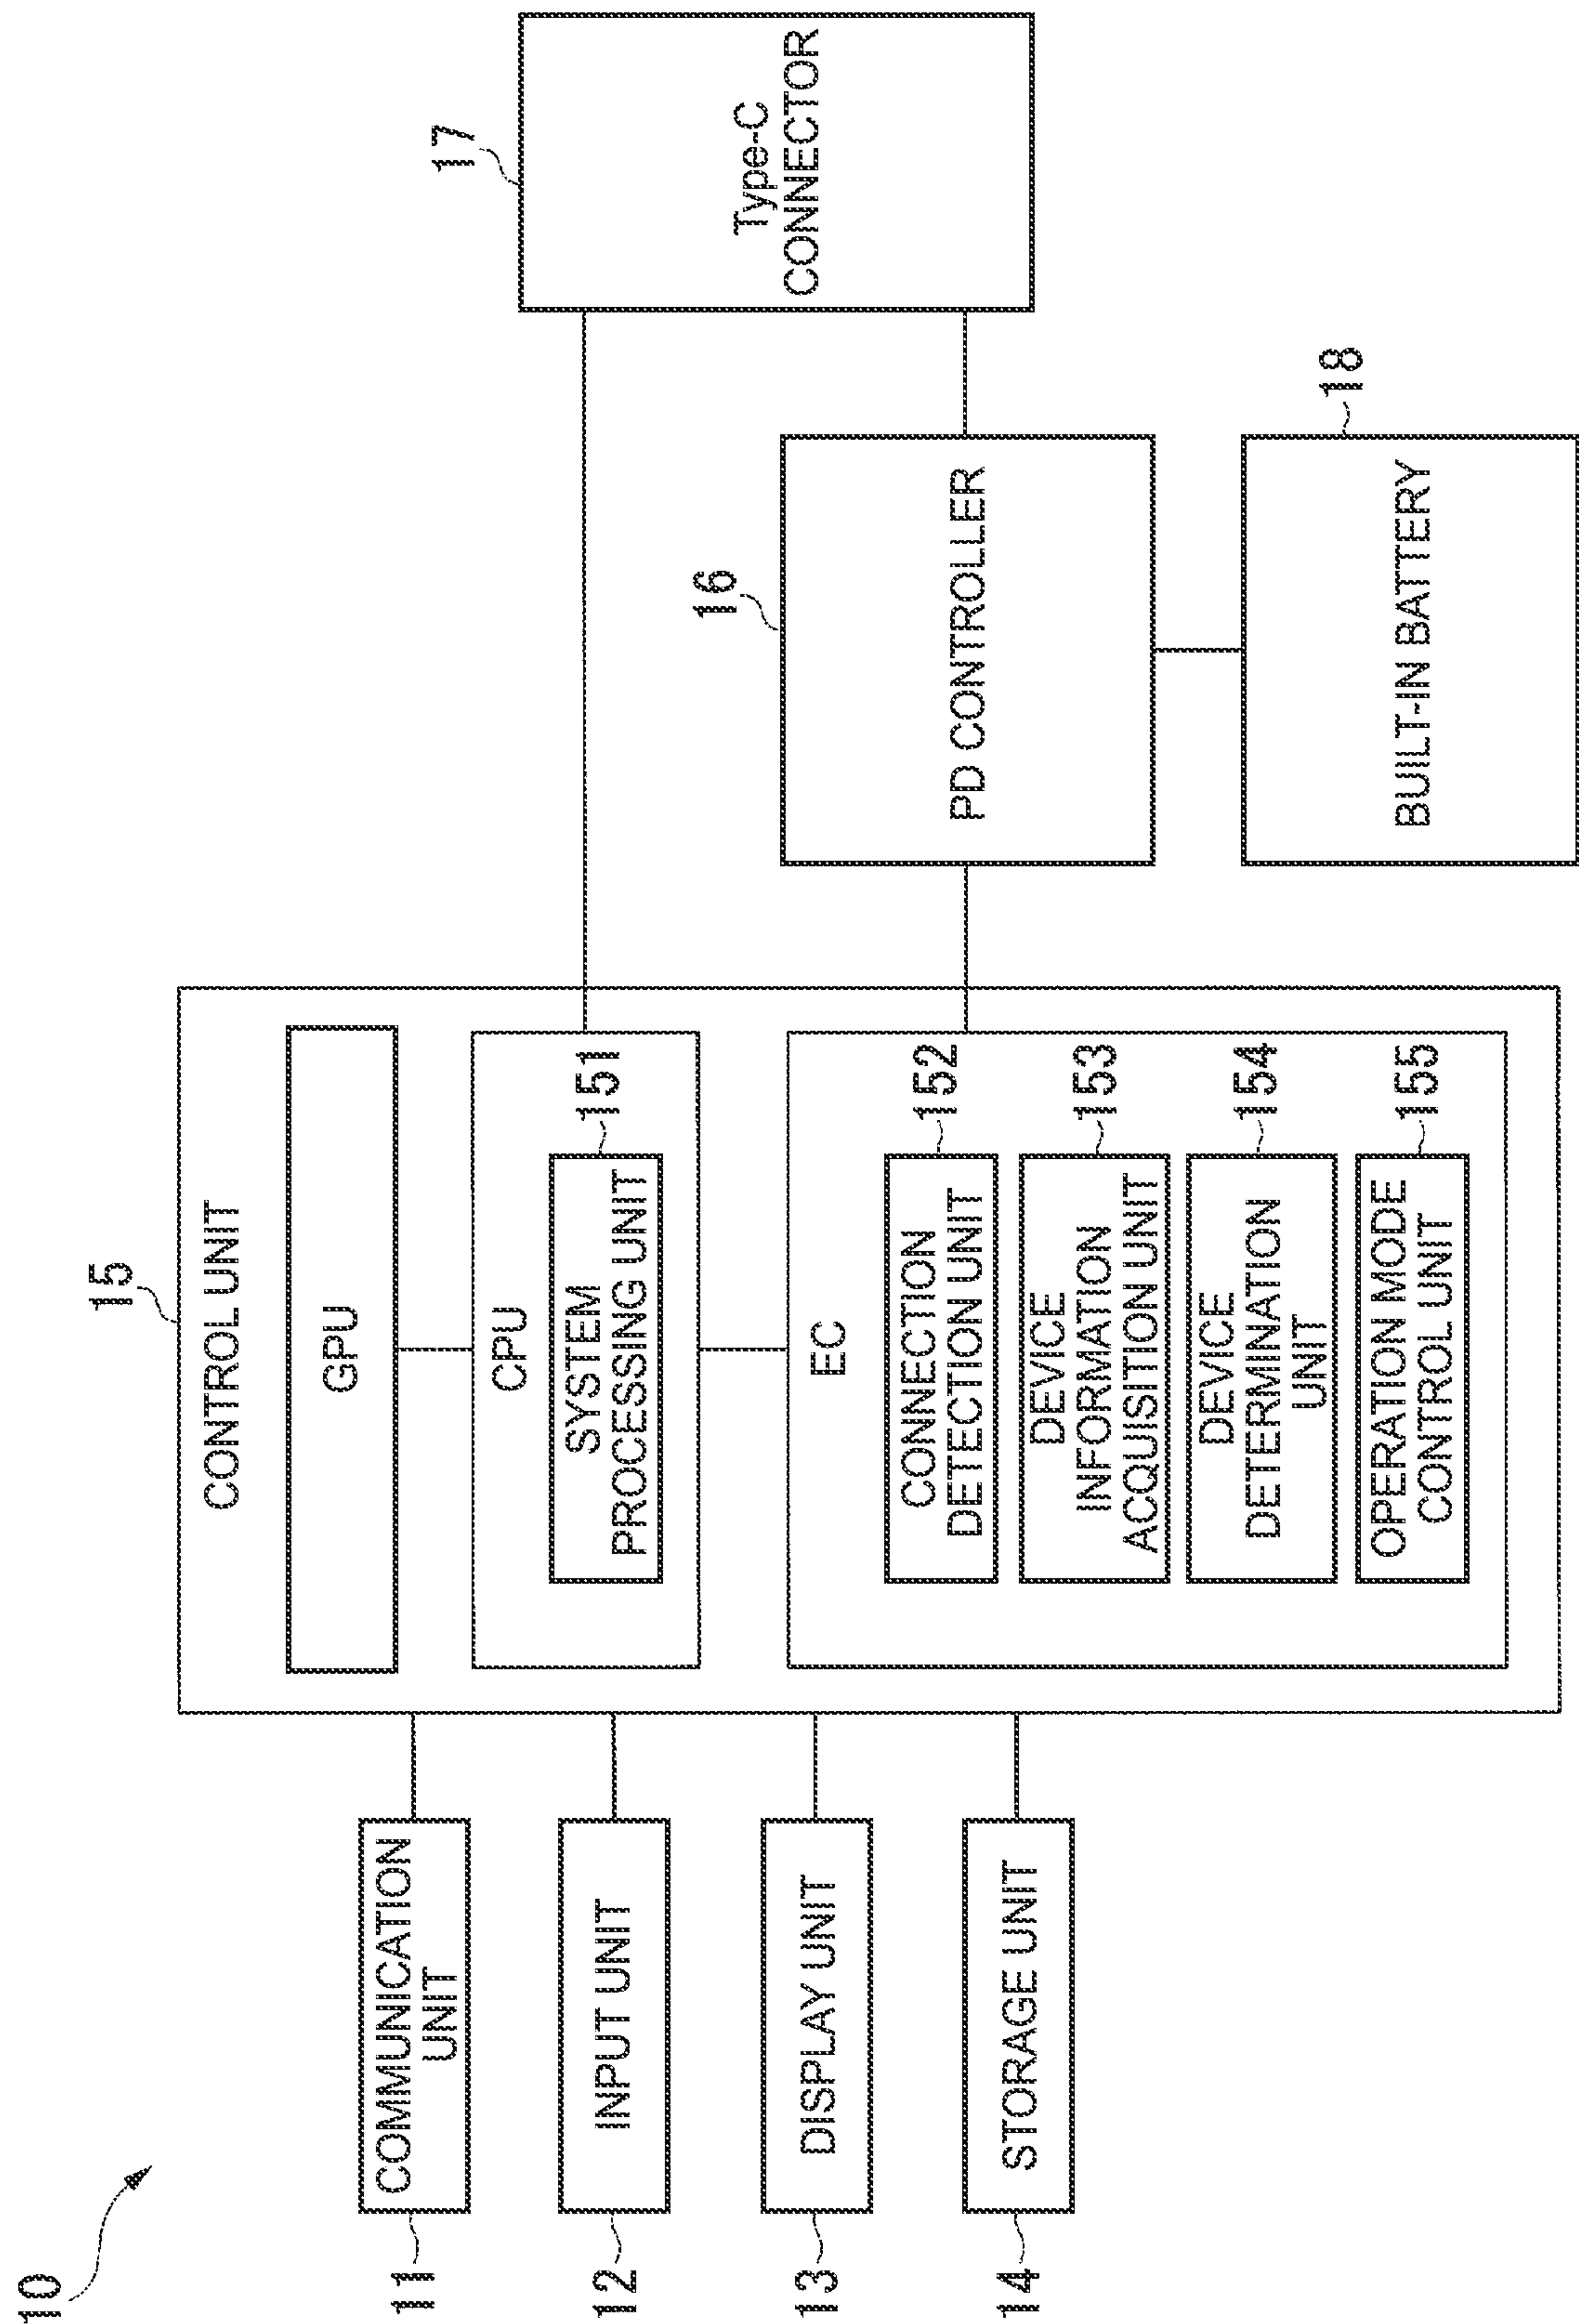 10
11
COMMUNICATION
UNIT
12
INPUT UNIT
13
DISPLAY UNIT
14
STORAGE UNIT
15
CONTROL UNIT
GPU
CPU
SYSTEM
PROCESSING UNIT
151
EC
CONNECTION
DETECTION UNIT
152
DEVICE
INFORMATION
ACQUISITION UNIT
153
DEVICE
DETERMINATION
UNIT
154
OPERATION MODE
CONTROL UNIT
155
16
PD CONTROLLER
17
Type-C
CONNECTOR
18
BUILT-IN BATTERY